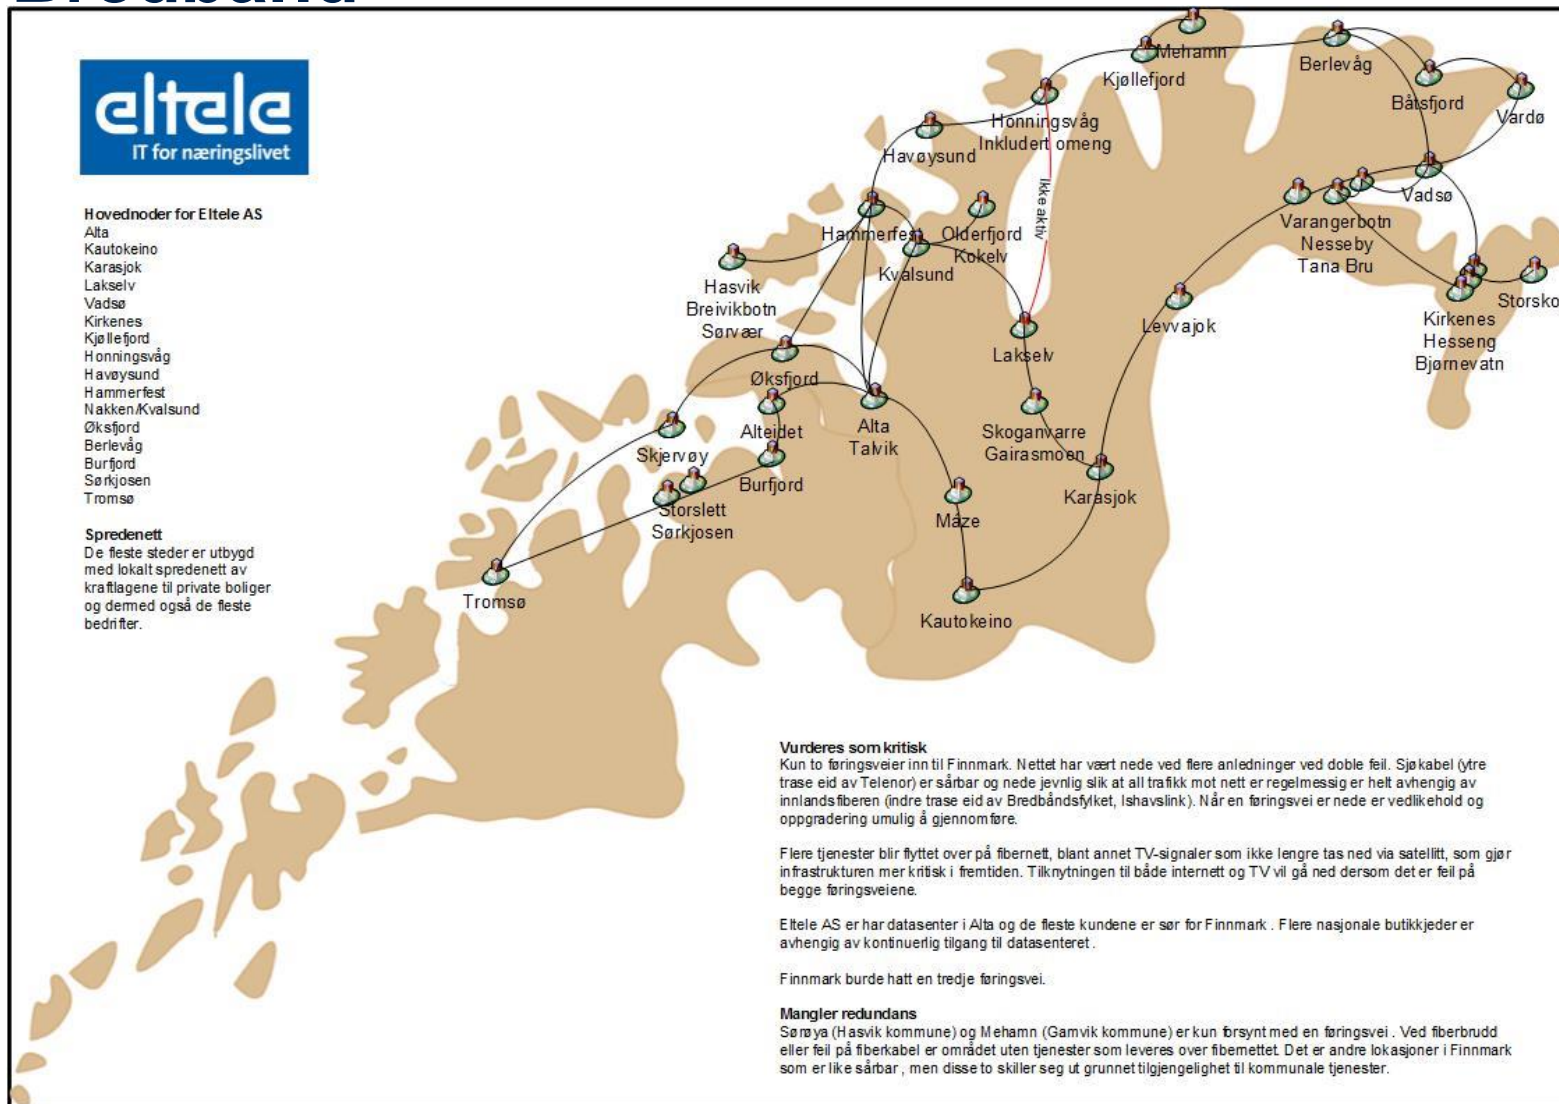 Bredbånd
eltele
IT for næringslivet
Hovednoder for Eltele AS
Alta
Kautokeino
Karasjok
Lakselv
Vadsø
Kirkenes
Kjøllefjord
Honningsvåg
Havøysund
Hammerfest
Nakken/Kvalsund
Øksfjord
Berlevåg
Burfjord
Sørkjosen
Tromsø
Spredenett
De fleste steder er utbygd
med lokalt spredenett av
kraftlagene til private boliger
og dermed også de fleste
bedrifter.
Mehamn
Kjøllefjord
Berlevåg
Båtsfjord
Vardø
Honningsvåg
Inkludert omeng
Havøysund
Ikke aktiv
Vadsø
Hammerfest
Olderfjord
Kokelv
Kvalsund
Varangerbotn
Nesseby
Tana Bru
Hasvik
Breivikbotn
Sørvær
Storsko
Levvajok
Kirkenes
Hesseng
Bjørnevatn
Lakselv
Øksfjord
Alteidet
Alta
Talvik
Skoganvarre
Gairasmoen
Skjervøy
Burfjord
Karasjok
Storslett
Sørkjosen
Máze
Tromsø
Kautokeino
Vurderes som kritisk
Kun to føringsveier inn til Finnmark. Nettet har vært nede ved flere anledninger ved doble feil. Sjøkabel (ytre
trase eid av Telenor) er sårbar og nede jevnlig slik at all trafikk mot nett er regelmessig er helt avhengig av
innlandsfiberen (indre trase eid av Bredbåndsfylket, Ishavslink). Når en føringsvei er nede er vedlikehold og
oppgradering umulig å gjennomføre.
Flere tjenester blir flyttet over på fibernett, blant annet TV-signaler som ikke lengre tas ned via satellitt, som gjør
infrastrukturen mer kritisk i fremtiden. Tilknytningen til både internett og TV vil gå ned dersom det er feil på
begge føringsveiene.
Eltele AS er har datasenter i Alta og de fleste kundene er sør for Finnmark . Flere nasjonale butikkjeder er
avhengig av kontinuerlig tilgang til datasenteret .
Finnmark burde hatt en tredje føringsvei.
Mangler redundans
Sørøya (Hasvik kommune) og Mehamn (Gamvik kommune) er kun forsynt med en føringsvei . Ved fiberbrudd
eller feil på fiberkabel er området uten tjenester som leveres over fibernettet. Det er andre lokasjoner i Finnmark
som er like sårbar , men disse to skiller seg ut grunnet tilgjengelighet til kommunale tjenester.